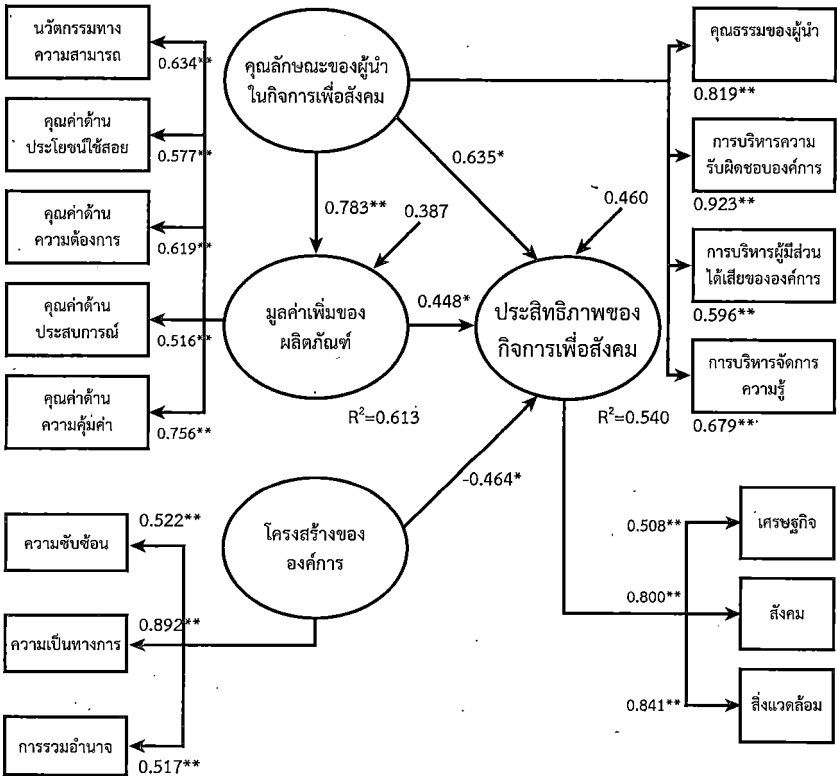 นวัตกรรมทาง
ความสามารถ
0.634**
คุณค่าด้าน
ประโยชน์ใช้สอย
0.577**
คุณค่าด้าน
ความต้องการ
0.619**
คุณค่าด้าน
ประสบการณ์
0.516**
คุณค่าด้าน
ความคุ้มค่า
0.756**
คุณลักษณะของผู้นำ
ในกิจการเพื่อสังคม
0.783**
0.387
0.635*
0.460
มูลค่าเพิ่มของ
ผลิตภัณฑ์
R²=0.613
0.448*
ประสิทธิภาพของ
กิจการเพื่อสังคม
R²=0.540
คุณธรรมของผู้นำ
0.819**
การบริหารความ
รับผิดชอบองค์การ
0.923**
การบริหารผู้มีส่วน
ได้เสียขององค์การ
0.596**
การบริหารจัดการ
ความรู้
0.679**
-0.464*
โครงสร้างของ
องค์การ
0.522**
ความซับซ้อน
0.892**
ความเป็นทางการ
การรวมอำนาจ
0.517**
0.508**
เศรษฐกิจ
0.800**
สังคม
0.841**
สิ่งแวดล้อม